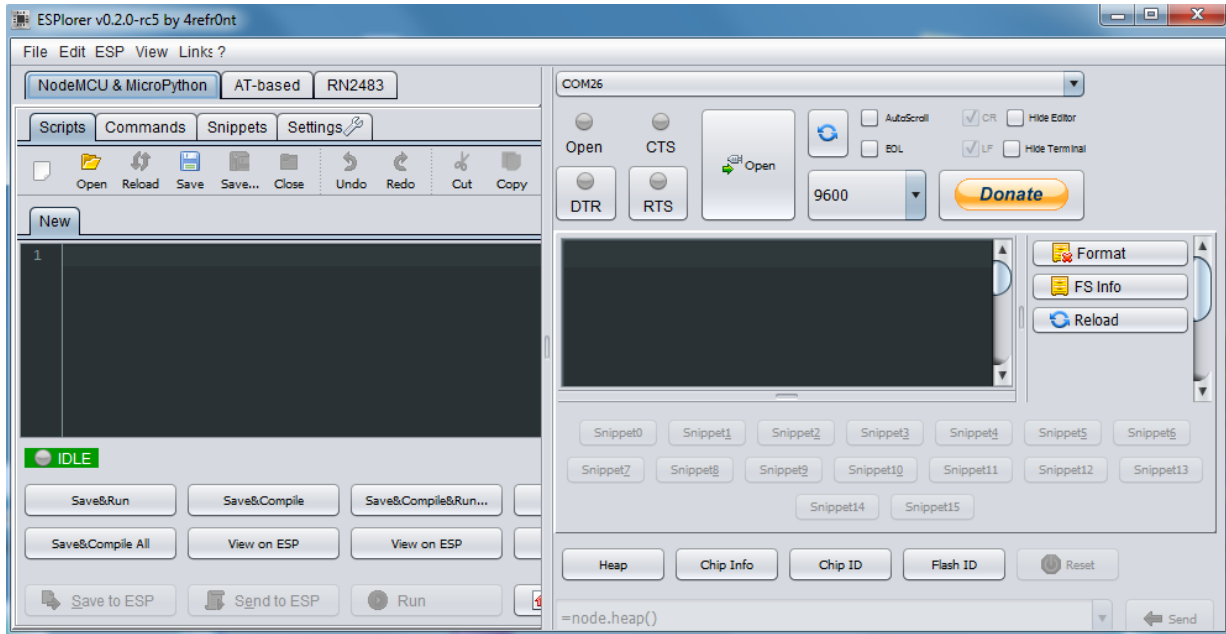 ESPlorer v0.2.0-rc5 by 4refr0nt
File Edit ESP View Links ?
NodeMCU & MicroPython AT-based RN2483
Scripts Commands Snippets Settings
Open Reload Save Save... Close Undo Redo Cut Copy
New
1
IDLE
Save&Run Save&Compile Save&Compile&Run...
Save&Compile All View on ESP View on ESP
Save to ESP Send to ESP Run
COM26
Open CTS Open AutoScroll CR Hide Editor
EOL LF Hide Terminal
DTR RTS 9600 Donate
Format
FS Info
Reload
Snippet0 Snippet1 Snippet2 Snippet3 Snippet4 Snippet5 Snippet6
Snippet7 Snippet8 Snippet9 Snippet10 Snippet11 Snippet12 Snippet13
Snippet14 Snippet15
Heap Chip Info Chip ID Flash ID Reset
=node.heap() Send